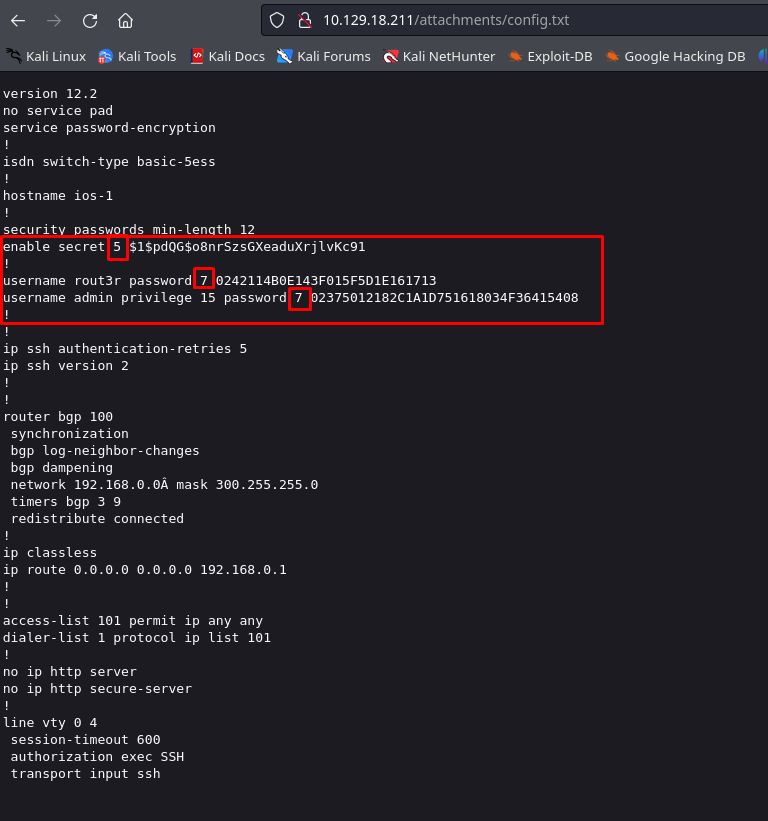 10.129.18.211/attachments/config.txt
Kali Linux Kali Tools Kali Docs Kali Forums Kali NetHunter Exploit-DB Google Hacking DB
version 12.2
no service pad
service password-encryption
!
isdn switch-type basic-5ess
!
hostname ios-1
!
security passwords min-length 12
enable secret 5 $1$pdQG$o8nrSzsGXeaduXrjlvKc91
!
username rout3r password 7 0242114B0E143F015F5D1E161713
username admin privilege 15 password 7 02375012182C1A1D751618034F36415408
!
!
ip ssh authentication-retries 5
ip ssh version 2
!
!
router bgp 100
synchronization
bgp log-neighbor-changes
bgp dampening
network 192.168.0.0Â mask 300.255.255.0
timers bgp 3 9
redistribute connected
!
ip classless
ip route 0.0.0.0 0.0.0.0 192.168.0.1
!
!
access-list 101 permit ip any any
dialer-list 1 protocol ip list 101
!
no ip http server
no ip http secure-server
!
line vty 0 4
session-timeout 600
authorization exec SSH
transport input ssh